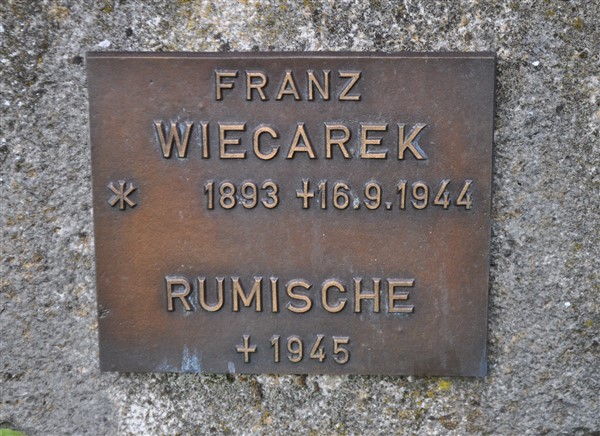 FRANZ
WIECAREK
* 1893 +16.9.1944
RUMISCHE
+ 1945